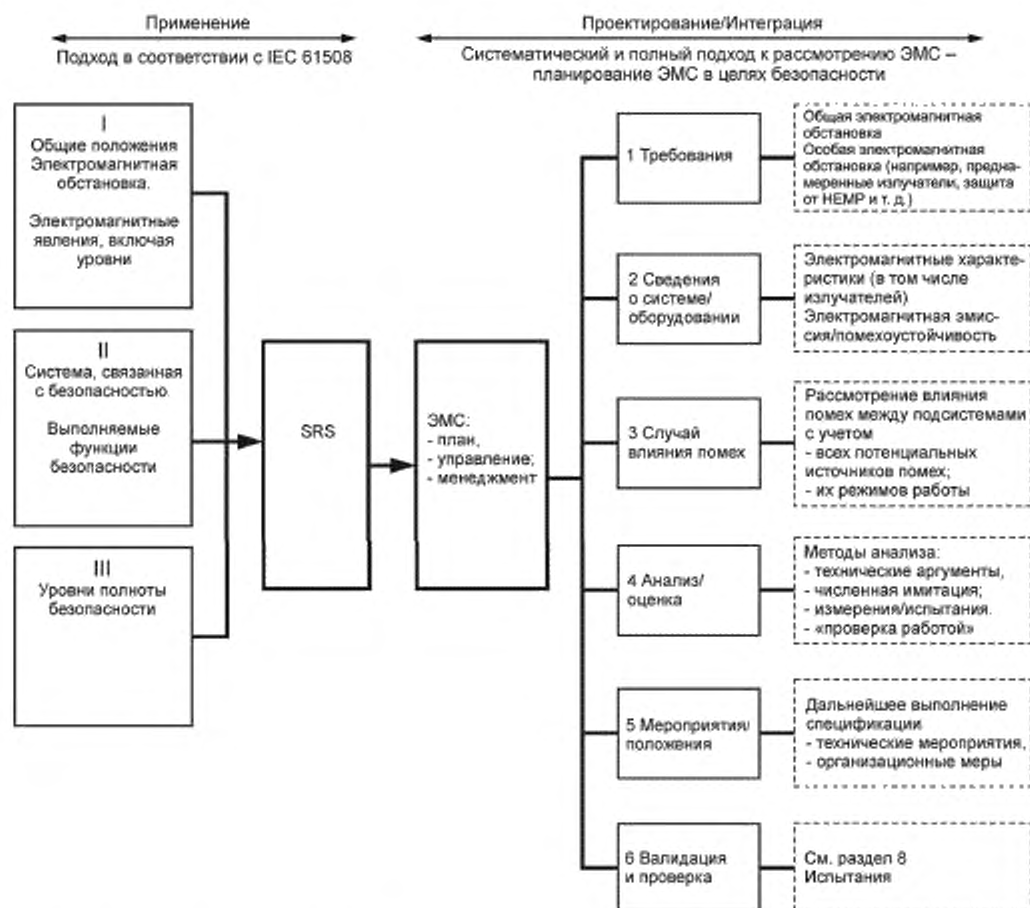 Применение
Подход в соответствии с IEC 61508
Проектирование/Интеграция
Систематический и полный подход к рассмотрению ЭМС –
планирование ЭМС в целях безопасности
I
Общие положения
Электромагнитная
обстановка.
Электромагнитные
явления, включая
уровни
II
Система, связанная
с безопасностью
Выполняемые
функции
безопасности
III
Уровни полноты
безопасности
SRS
ЭМС:
- план,
- управление;
- менеджмент
1 Требования
Общая электромагнитная
обстановка
Особая электромагнитная
обстановка (например, предна-
меренные излучатели, защита
от HEMP и т. д.)
2 Сведения
о системе/
оборудовании
Электромагнитные характе-
ристики (в том числе
излучателей)
Электромагнитная эмис-
сия/помехоустойчивость
3 Случай
влияния помех
Рассмотрение влияния
помех между подсистемами
с учетом
- всех потенциальных
источников помех;
- их режимов работы
4 Анализ/
оценка
Методы анализа:
- технические аргументы,
- численная имитация;
- измерения/испытания.
- «проверка работой»
5 Мероприятия/
положения
Дальнейшее выполнение
спецификации
- технические мероприятия,
- организационные меры
6 Валидация
и проверка
См. раздел 8
Испытания